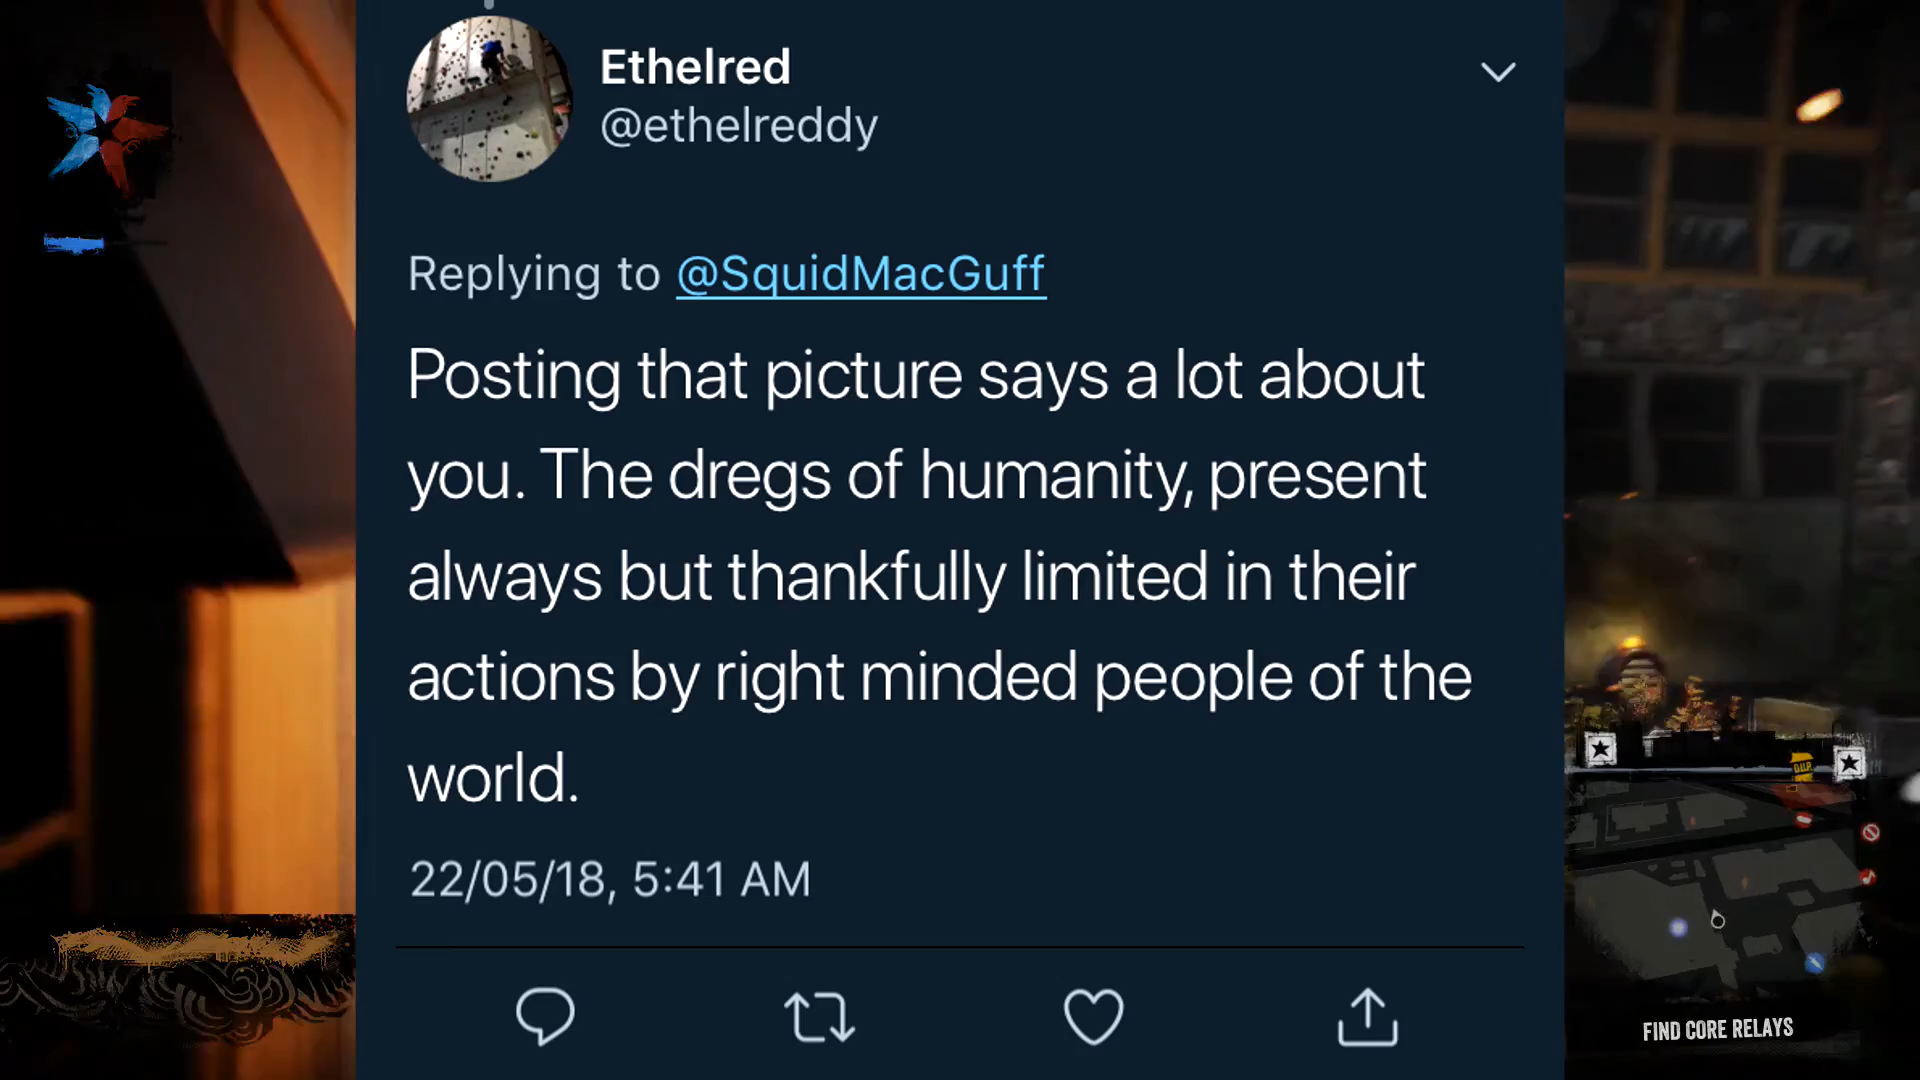 Ethelred
@ethelreddy
Replying to @SquidMacGuff
Posting that picture says a lot about
you. The dregs of humanity, present
always but thankfully limited in their
actions by right minded people of the
world.
22/05/18, 5:41 AM
D.U.P.
FIND CORE RELAYS